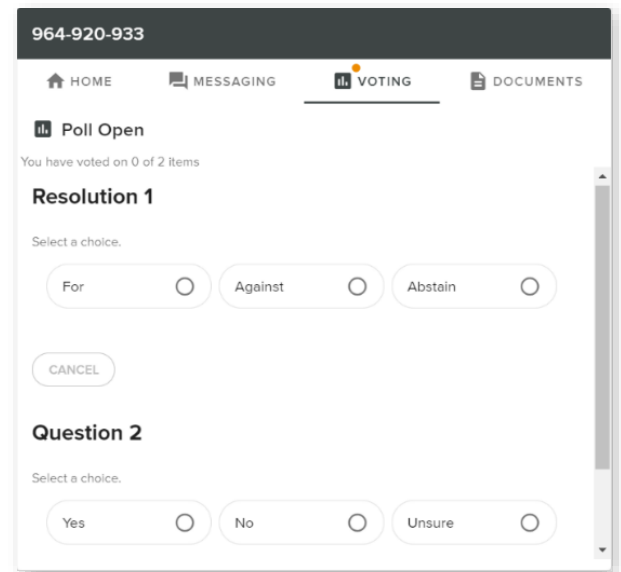 964-920-933
HOME MESSAGING VOTING DOCUMENTS
Poll Open
You have voted on 0 of 2 items
Resolution 1
Select a choice.
For Against Abstain
CANCEL
Question 2
Select a choice.
Yes No Unsure